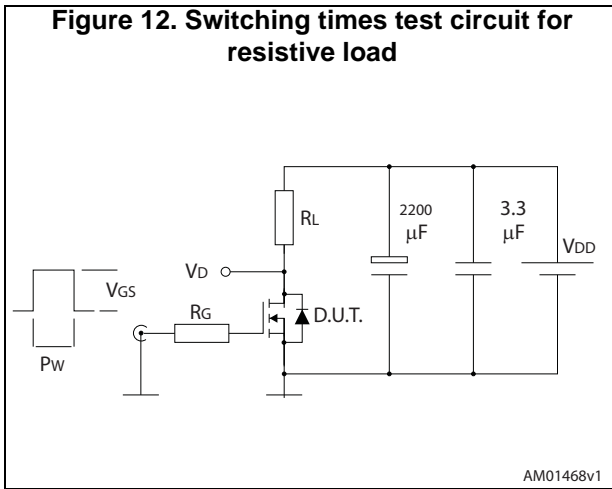 Figure 12. Switching times test circuit for
resistive load
RL
2200
μF
3.3
μF
VDD
VD
VGS
RG
D.U.T.
PW
AM01468v1